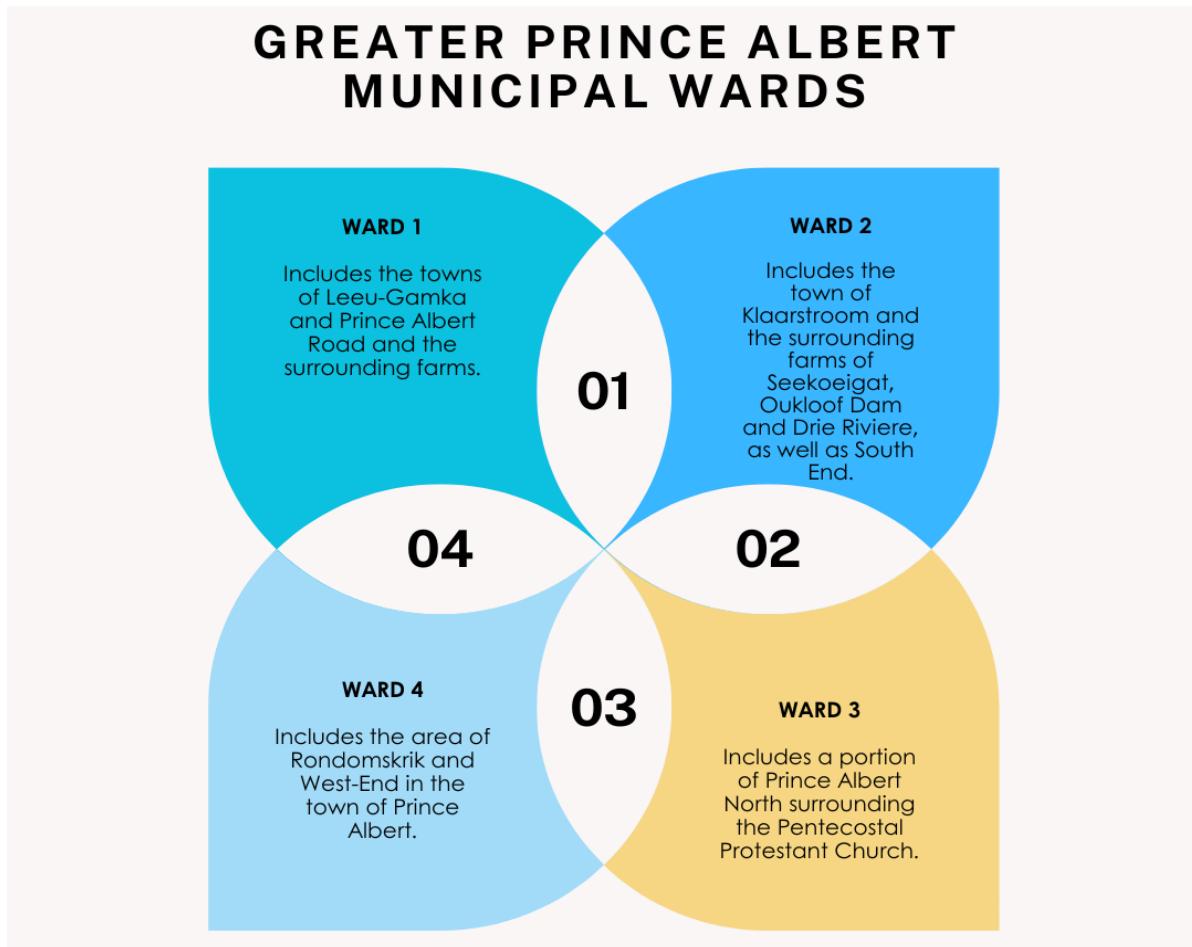 GREATER PRINCE ALBERT
MUNICIPAL WARDS
WARD 1
Includes the towns
of Leeu-Gamka
and Prince Albert
Road and the
surrounding farms.
01
WARD 2
Includes the
town of
Klaarstroom and
the surrounding
farms of
Seekoeigat,
Oukloof Dam
and Drie Riviere,
as well as South
End.
02
WARD 3
Includes a portion
of Prince Albert
North surrounding
the Pentecostal
Protestant Church.
03
WARD 4
Includes the area of
Rondomskrik and
West-End in the
town of Prince
Albert.
04